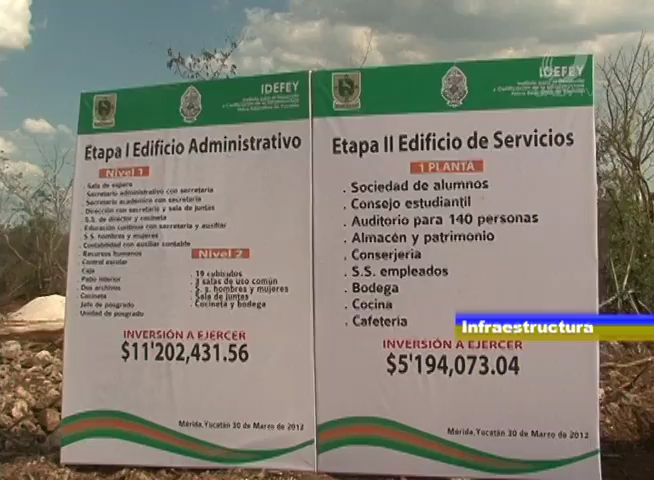 IDEFEY
Etapa I Edificio Administrativo
Nivel 1
. Sala de espera
. Secretario administrativo con secretaria
. Secretario academico con secretaria
. Dirección con secretaria y sala de juntas
. S.S. de director y cocineta
. Educación continua con secretaria y auxiliar
. S.S. hombres y mujeres
. Contabilidad con auxiliar contable
. Recursos humanos
. Control escolar
. Caja
. Patio interior
. Dos archivos
. Cocineta
. Jefe de posgrado
. Unidad de posgrado
Nivel 2
. 19 cubículos
. 3 salas de uso común
. S. s. hombres y mujeres
. Sala de juntas
. Cocineta y bodega
INVERSIÓN A EJERCER
$11'202,431.56
Mérida, Yucatán 30 de Marzo de 2012
IDEFEY
Etapa II Edificio de Servicios
1 PLANTA
. Sociedad de alumnos
. Consejo estudiantil
. Auditorio para 140 personas
. Almacén y patrimonio
. Conserjería
. S.S. empleados
. Bodega
. Cocina
. Cafetería
INVERSIÓN A EJERCER
$5'194,073.04
Mérida, Yucatán 30 de Marzo de 2012
Infraestructura